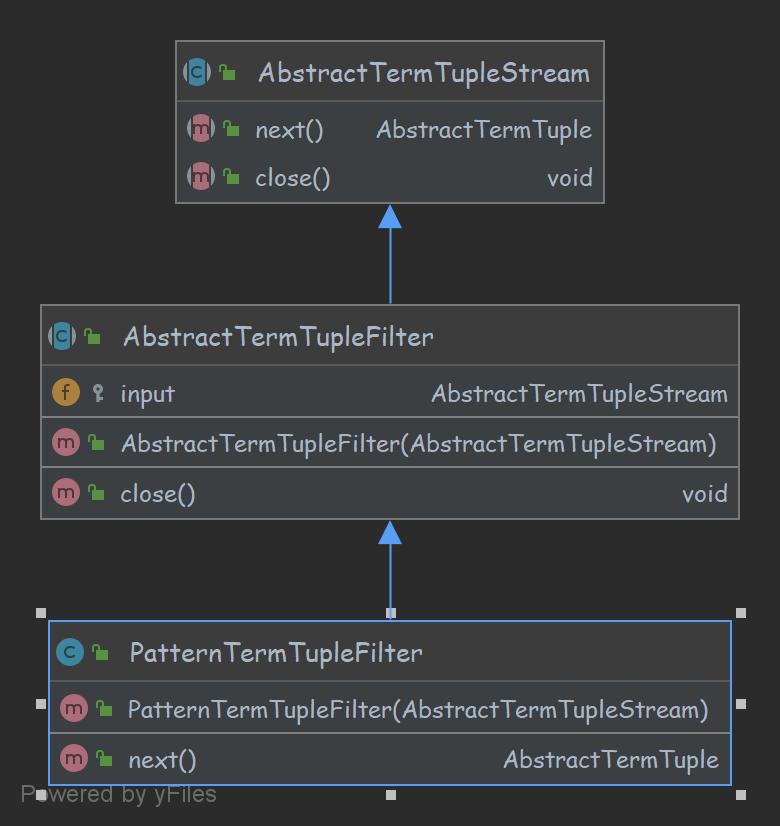 AbstractTermTupleStream
next() AbstractTermTuple
close() void
AbstractTermTupleFilter
input AbstractTermTupleStream
AbstractTermTupleFilter(AbstractTermTupleStream)
close() void
PatternTermTupleFilter
PatternTermTupleFilter(AbstractTermTupleStream)
next() AbstractTermTuple
Powered by yFiles